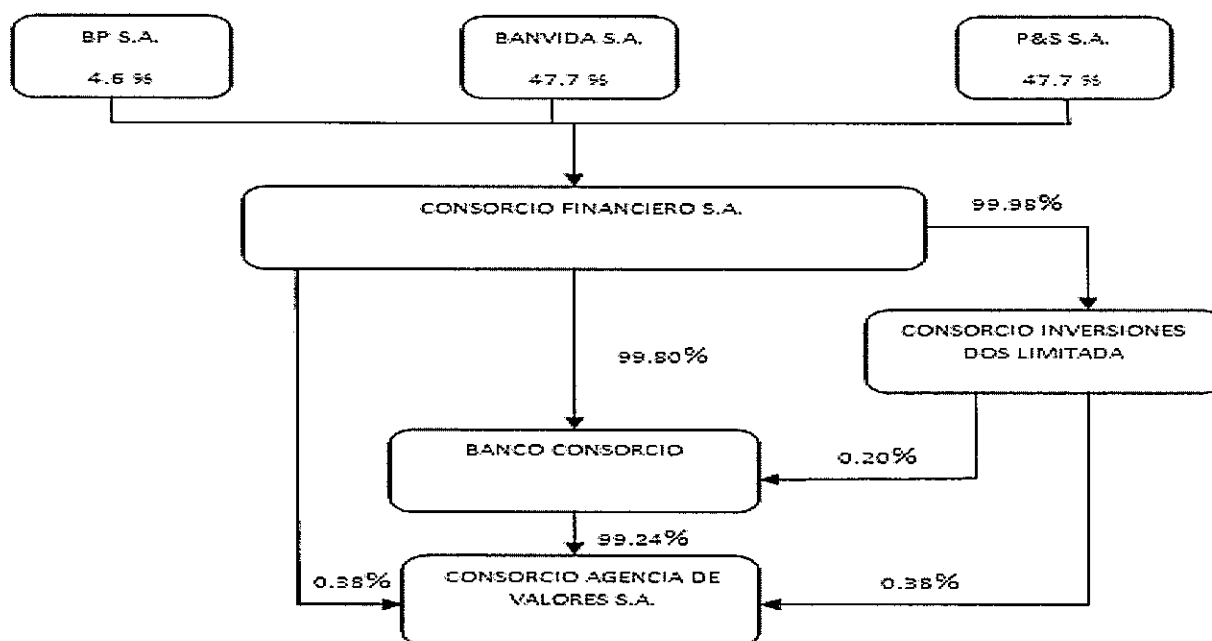 BP S.A.
4.6 %
BANVIDA S.A.
47.7 %
P&S S.A.
47.7 %
CONSORCIO FINANCIERO S.A.
99.98%
CONSORCIO INVERSIONES
DOS LIMITADA
99.80%
BANCO CONSORCIO
0.20%
99.24%
CONSORCIO AGENCIA DE
VALORES S.A.
0.38%
0.38%